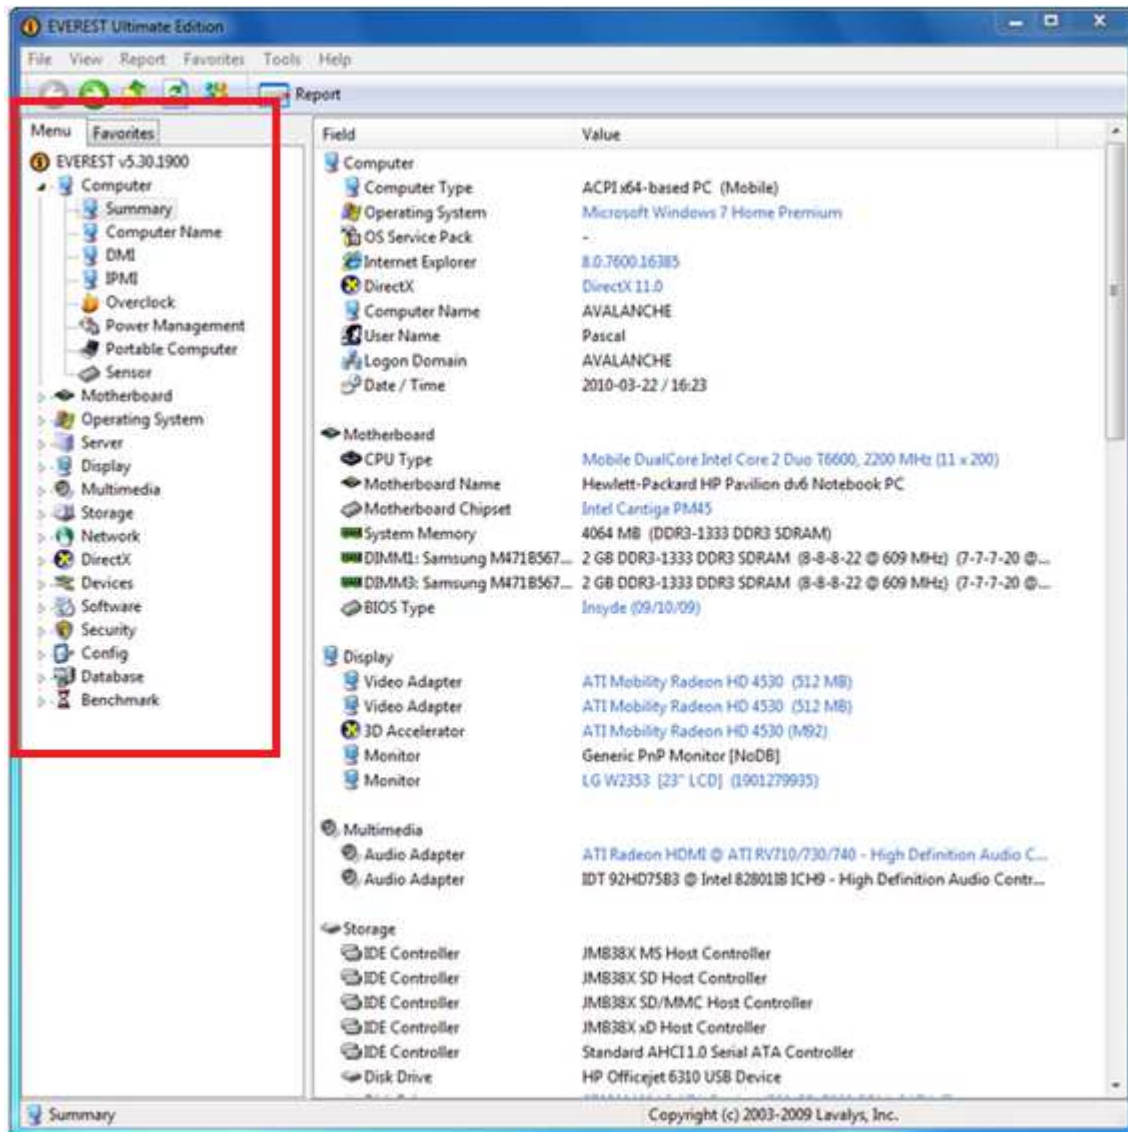 EVEREST Ultimate Edition
File View Report Favorites Tools Help
Report
Menu Favorites
EVEREST v5.30.1900
Computer
Summary
Computer Name
DMI
IPMI
Overclock
Power Management
Portable Computer
Sensor
Motherboard
Operating System
Server
Display
Multimedia
Storage
Network
DirectX
Devices
Software
Security
Config
Database
Benchmark
Field Value
Computer
Computer Type ACPI x64-based PC (Mobile)
Operating System Microsoft Windows 7 Home Premium
OS Service Pack -
Internet Explorer 8.0.7600.16385
DirectX DirectX 11.0
Computer Name AVALANCHE
User Name Pascal
Logon Domain AVALANCHE
Date / Time 2010-03-22 / 16:23
Motherboard
CPU Type Mobile DualCore Intel Core 2 Duo T6600, 2200 MHz (11 x 200)
Motherboard Name Hewlett-Packard HP Pavilion dv6 Notebook PC
Motherboard Chipset Intel Cantiga PM45
System Memory 4064 MB (DDR3-1333 DDR3 SDRAM)
DIMM1: Samsung M471B567... 2 GB DDR3-1333 DDR3 SDRAM (8-8-8-22 @ 609 MHz) (7-7-7-20 @...
DIMM3: Samsung M471B567... 2 GB DDR3-1333 DDR3 SDRAM (8-8-8-22 @ 609 MHz) (7-7-7-20 @...
BIOS Type Insyde (09/10/09)
Display
Video Adapter ATI Mobility Radeon HD 4530 (512 MB)
Video Adapter ATI Mobility Radeon HD 4530 (512 MB)
3D Accelerator ATI Mobility Radeon HD 4530 (M92)
Monitor Generic PnP Monitor [NoDB]
Monitor LG W2353 [23" LCD] (1901279935)
Multimedia
Audio Adapter ATI Radeon HDMI @ ATI RV710/730/740 - High Definition Audio C...
Audio Adapter IDT 92HD75B3 @ Intel 82801IB ICH9 - High Definition Audio Contr...
Storage
IDE Controller JMB38X MS Host Controller
IDE Controller JMB38X SD Host Controller
IDE Controller JMB38X SD/MMC Host Controller
IDE Controller JMB38X xD Host Controller
IDE Controller Standard AHCI 1.0 Serial ATA Controller
Disk Drive HP Officejet 6310 USB Device
Summary Copyright (c) 2003-2009 Lavalys, Inc.